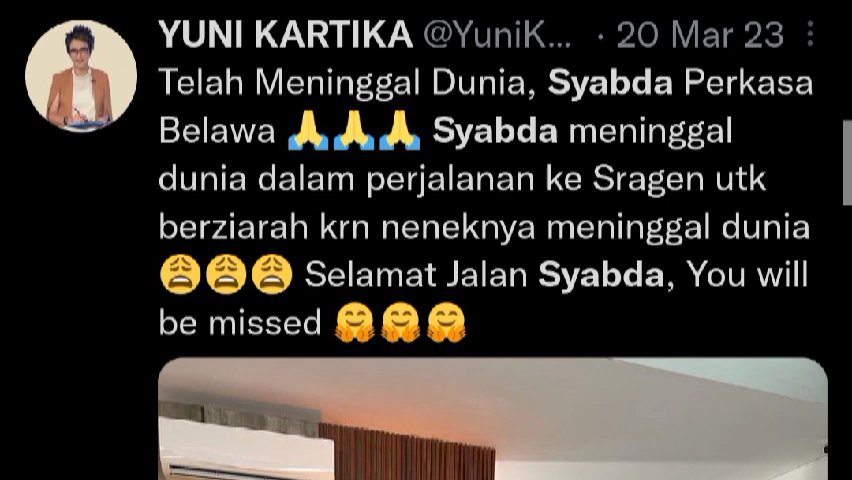 YUNI KARTIKA @YuniK... · 20 Mar 23
Telah Meninggal Dunia, Syabda Perkasa
Belawa 🙏🙏🙏 Syabda meninggal
dunia dalam perjalanan ke Sragen utk
berziarah krn neneknya meninggal dunia
😩😩😩 Selamat Jalan Syabda, You will
be missed 🤗🤗🤗